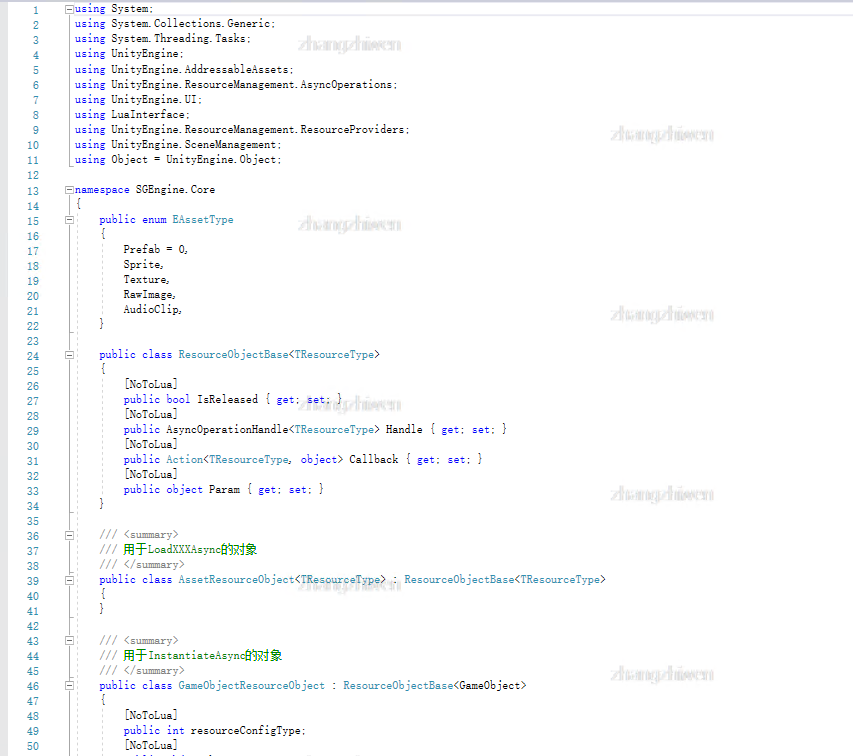 1 using System;
2 using System.Collections.Generic;
3 using System.Threading.Tasks;
4 using UnityEngine;
5 using UnityEngine.AddressableAssets;
6 using UnityEngine.ResourceManagement.AsyncOperations;
7 using UnityEngine.UI;
8 using LuaInterface;
9 using UnityEngine.ResourceManagement.ResourceProviders;
10 using UnityEngine.SceneManagement;
11 using Object = UnityEngine.Object;
12
13 namespace SGEngine.Core
14 {
15 public enum EAssetType
16 {
17 Prefab = 0,
18 Sprite,
19 Texture,
20 RawImage,
21 AudioClip,
22 }
23
24 public class ResourceObjectBase<TResourceType>
25 {
26 [NoToLua]
27 public bool IsReleased { get; set; }
28 [NoToLua]
29 public AsyncOperationHandle<TResourceType> Handle { get; set; }
30 [NoToLua]
31 public Action<TResourceType, object> Callback { get; set; }
32 [NoToLua]
33 public object Param { get; set; }
34 }
35
36 /// <summary>
37 /// 用于LoadXXXAsync的对象
38 /// </summary>
39 public class AssetResourceObject<TResourceType> : ResourceObjectBase<TResourceType>
40 {
41 }
42
43 /// <summary>
44 /// 用于InstantiateAsync的对象
45 /// </summary>
46 public class GameObjectResourceObject : ResourceObjectBase<GameObject>
47 {
48 [NoToLua]
49 public int resourceConfigType;
50 [NoToLua]
zhangzhiwen
zhangzhiwen
zhangzhiwen
zhangzhiwen
zhangzhiwen
zhangzhiwen
zhangzhiwen
zhangzhiwen